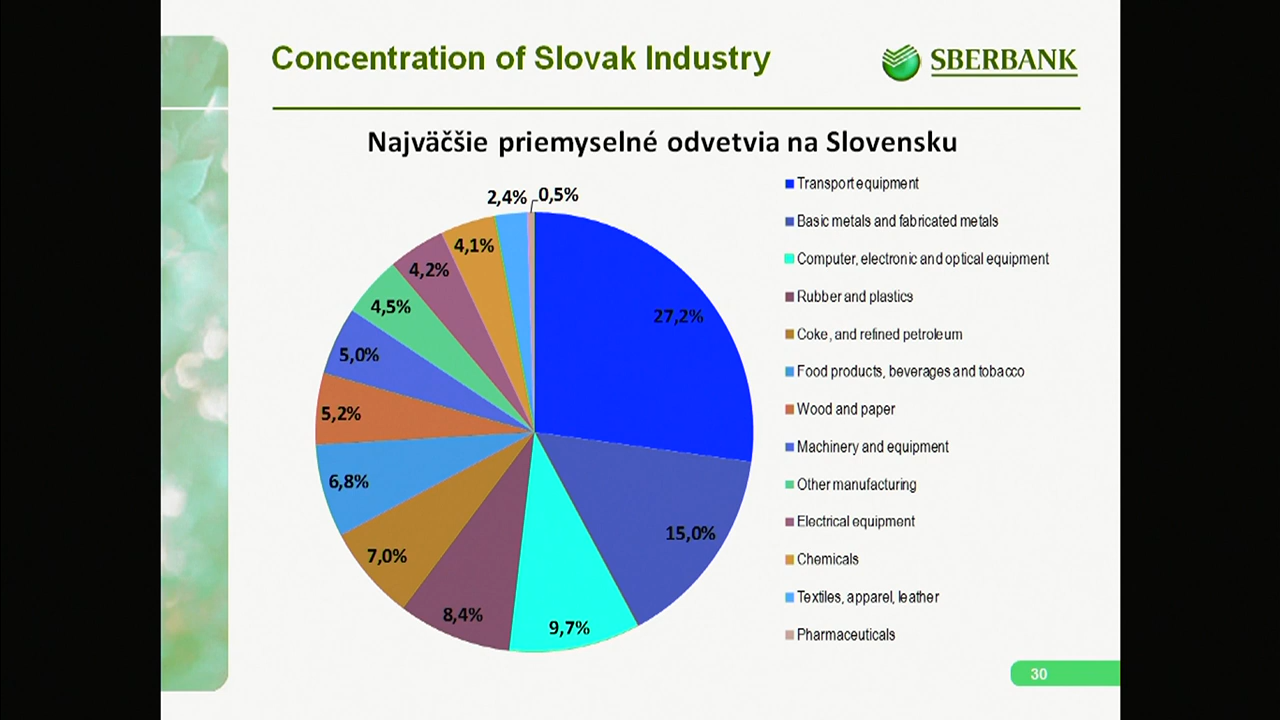 Concentration of Slovak Industry
SBERBANK
Najväčšie priemyselné odvetvia na Slovensku
2,4%
0,5%
4,1%
4,2%
4,5%
5,0%
5,2%
6,8%
7,0%
8,4%
9,7%
15,0%
27,2%
Transport equipment
Basic metals and fabricated metals
Computer, electronic and optical equipment
Rubber and plastics
Coke, and refined petroleum
Food products, beverages and tobacco
Wood and paper
Machinery and equipment
Other manufacturing
Electrical equipment
Chemicals
Textiles, apparel, leather
Pharmaceuticals
30